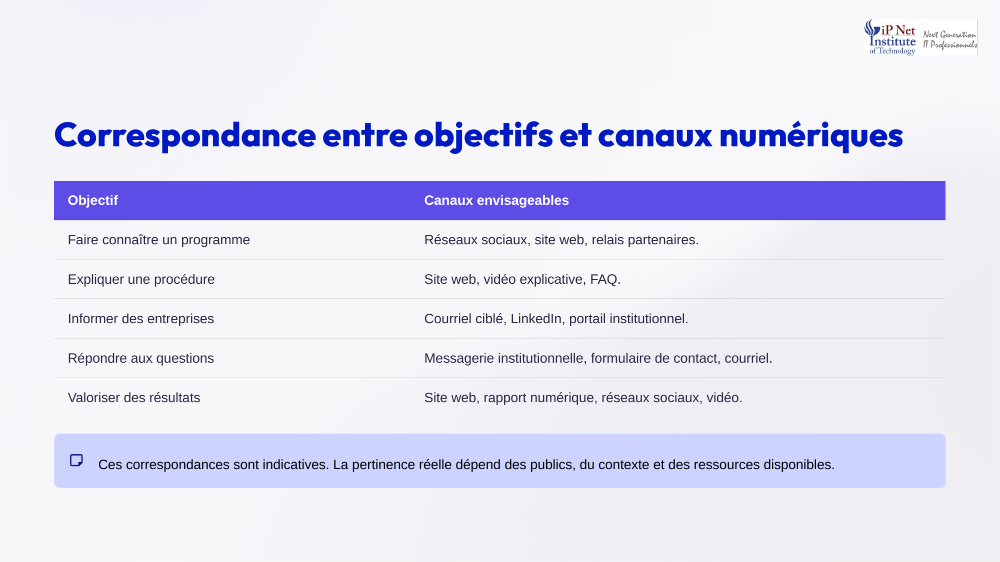 iP Net
Institute
of Technology
Next Generation
IT Professionnels
Correspondance entre objectifs et canaux numériques
Objectif Canaux envisageables
Faire connaître un programme Réseaux sociaux, site web, relais partenaires.
Expliquer une procédure Site web, vidéo explicative, FAQ.
Informer des entreprises Courriel ciblé, LinkedIn, portail institutionnel.
Répondre aux questions Messagerie institutionnelle, formulaire de contact, courriel.
Valoriser des résultats Site web, rapport numérique, réseaux sociaux, vidéo.
Ces correspondances sont indicatives. La pertinence réelle dépend des publics, du contexte et des ressources disponibles.